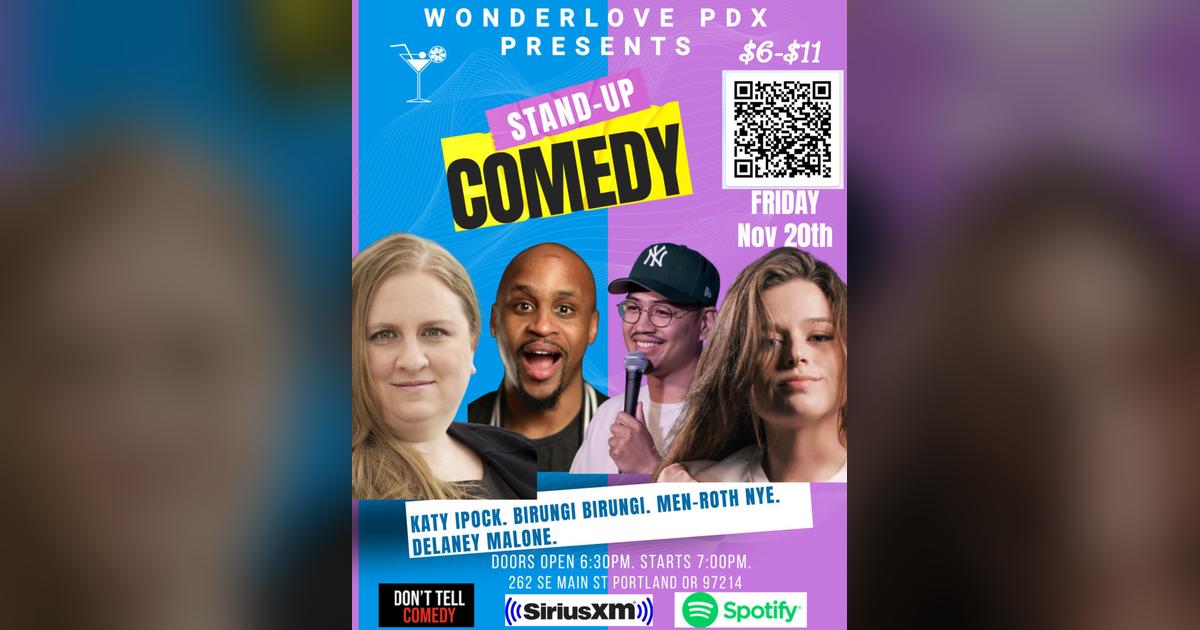 WONDERLOVE PDX
PRESENTS
$6-$11
STAND-UP
COMEDY
FRIDAY
Nov 20th
NY
KATY IPOCK. BIRUNGI BIRUNGI. MEN-ROTH NYE.
DELANEY MALONE.
DOORS OPEN 6:30PM. STARTS 7:00PM.
262 SE MAIN ST PORTLAND OR 97214
DON'T TELL
COMEDY
SiriusXM
Spotify